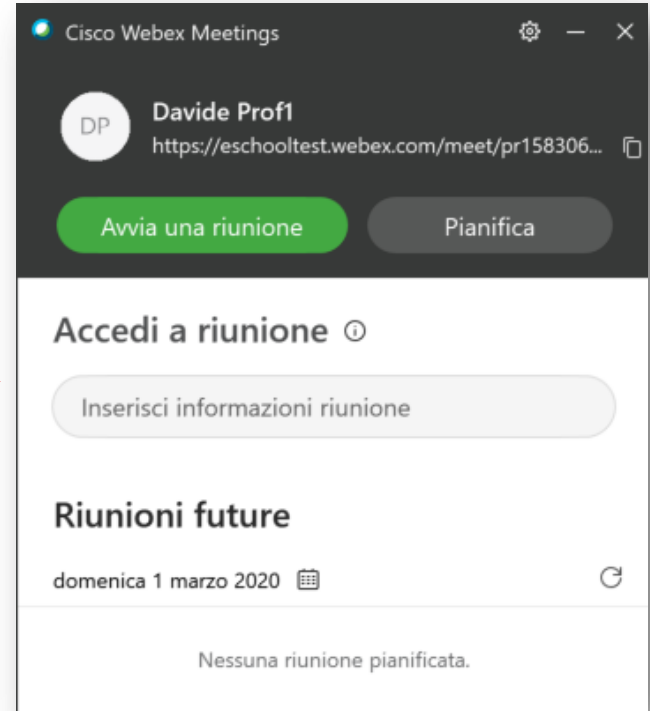 Cisco Webex Meetings
DP
Davide Prof1
https://eschooltest.webex.com/meet/pr158306...
Avvia una riunione
Pianifica
Accedi a riunione
Inserisci informazioni riunione
Riunioni future
domenica 1 marzo 2020
Nessuna riunione pianificata.